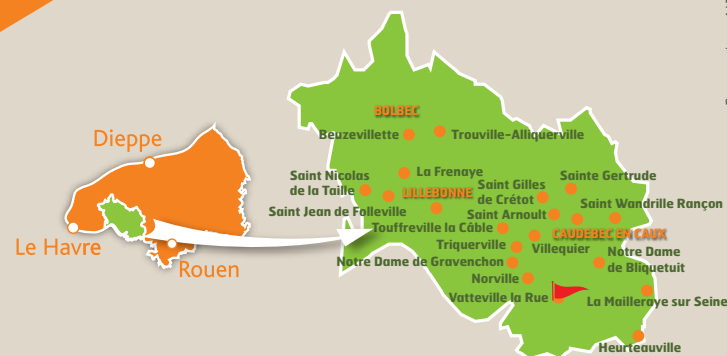 Dieppe
Le Havre
Rouen
BOLBEC
Beuzevillette
Trouville-Alliquerville
La Frenaye
Saint Nicolas
de la Taille
LILLEBONNE
Saint Jean de Folleville
Saint Gilles
de Crétot
Sainte Gertrude
Saint Wandrille Rançon
Saint Arnoult
Touffreville la Câble
CAUDEBEC EN CAUX
Triquerville
Villequier
Notre Dame de Gravenchon
Notre Dame
de Bliquetuit
Norville
Vatteville la Rue
La Mailleraye sur Seine
Heurteauville